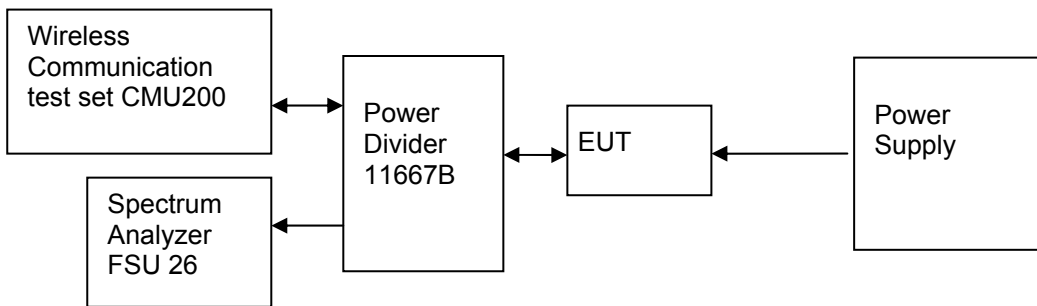 Wireless
Communication
test set CMU200
Spectrum
Analyzer
FSU 26
Power
Divider
11667B
EUT
Power
Supply